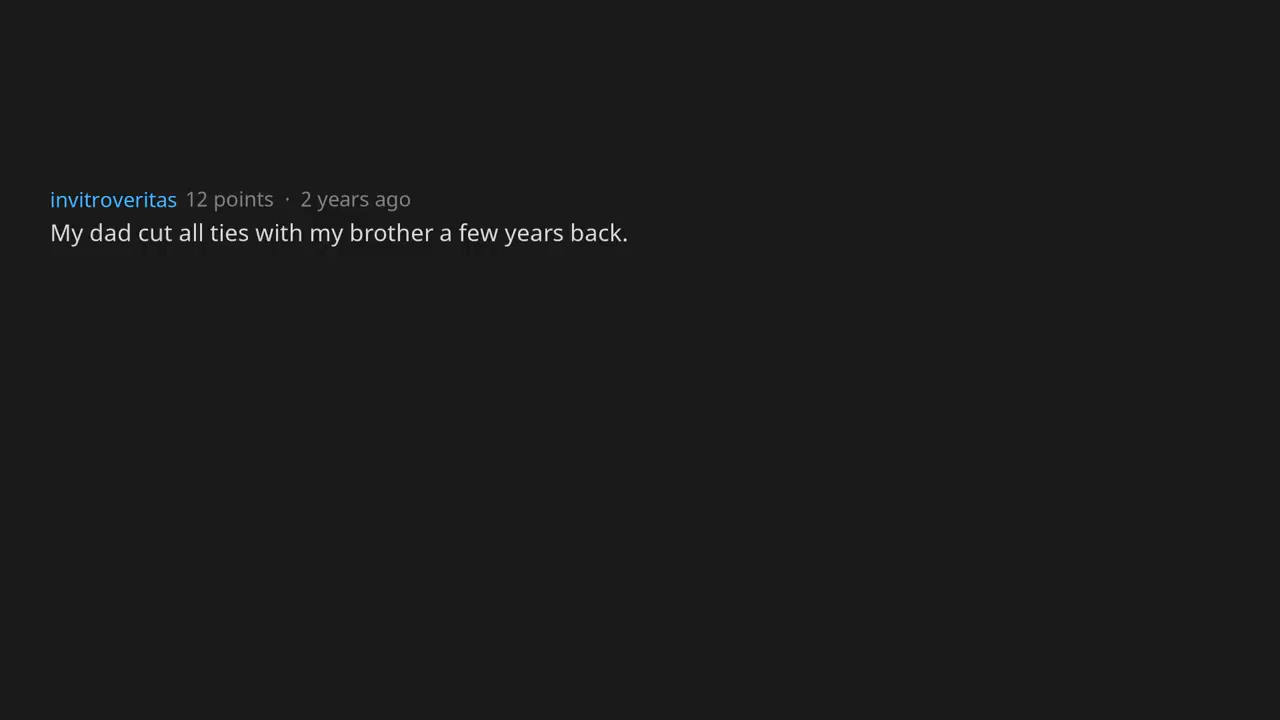 invitroveritas 12 points · 2 years ago
My dad cut all ties with my brother a few years back.